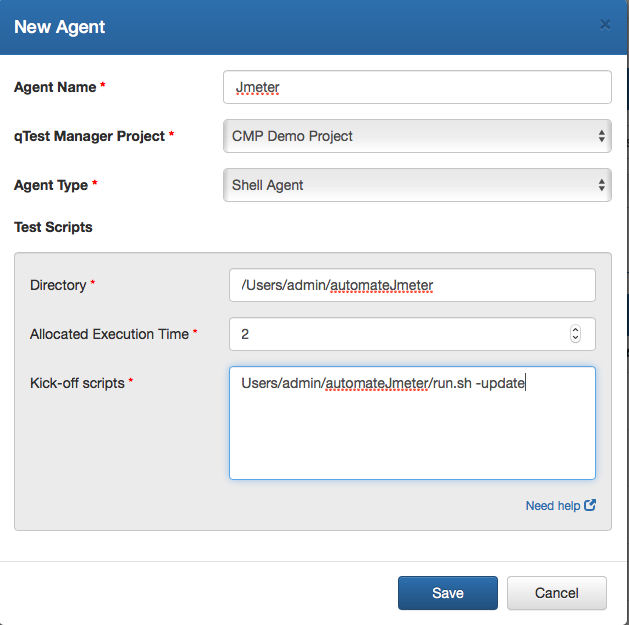 New Agent ×
Agent Name * Jmeter
qTest Manager Project * CMP Demo Project
Agent Type * Shell Agent
Test Scripts
Directory * /Users/admin/automateJmeter
Allocated Execution Time * 2
Kick-off scripts * Users/admin/automateJmeter/run.sh -update
Need help
Save Cancel